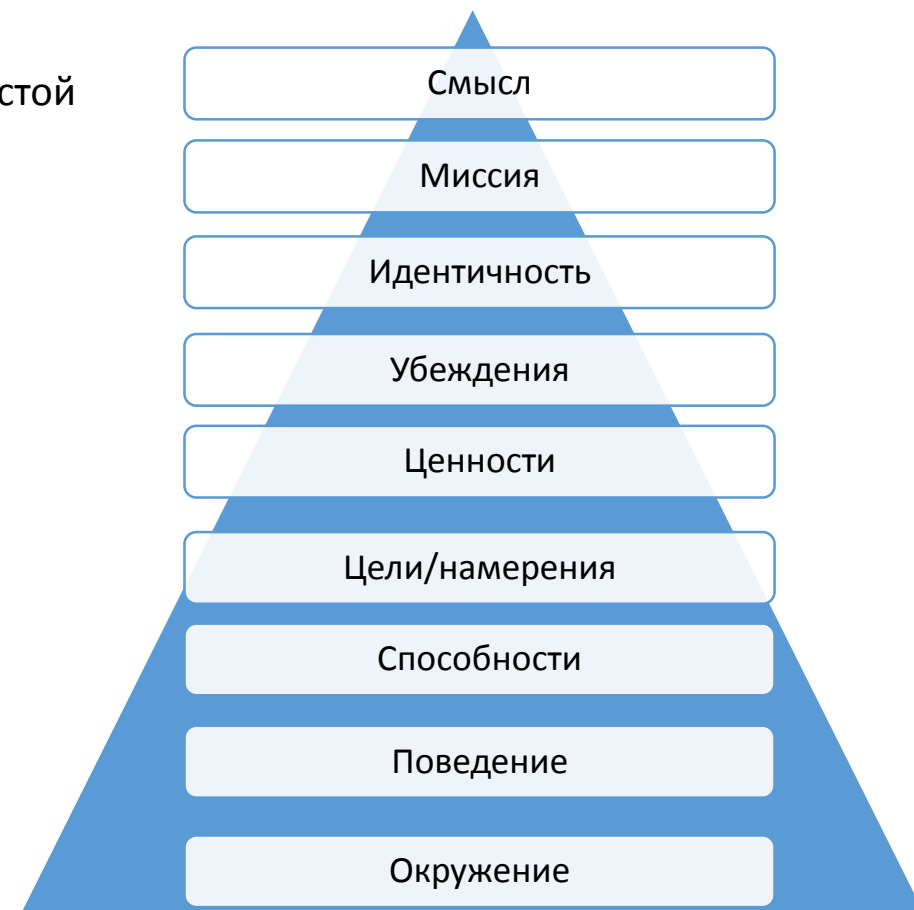 Смысл
стой
Миссия
Идентичность
Убеждения
Ценности
Цели/намерения
Способности
Поведение
Окружение